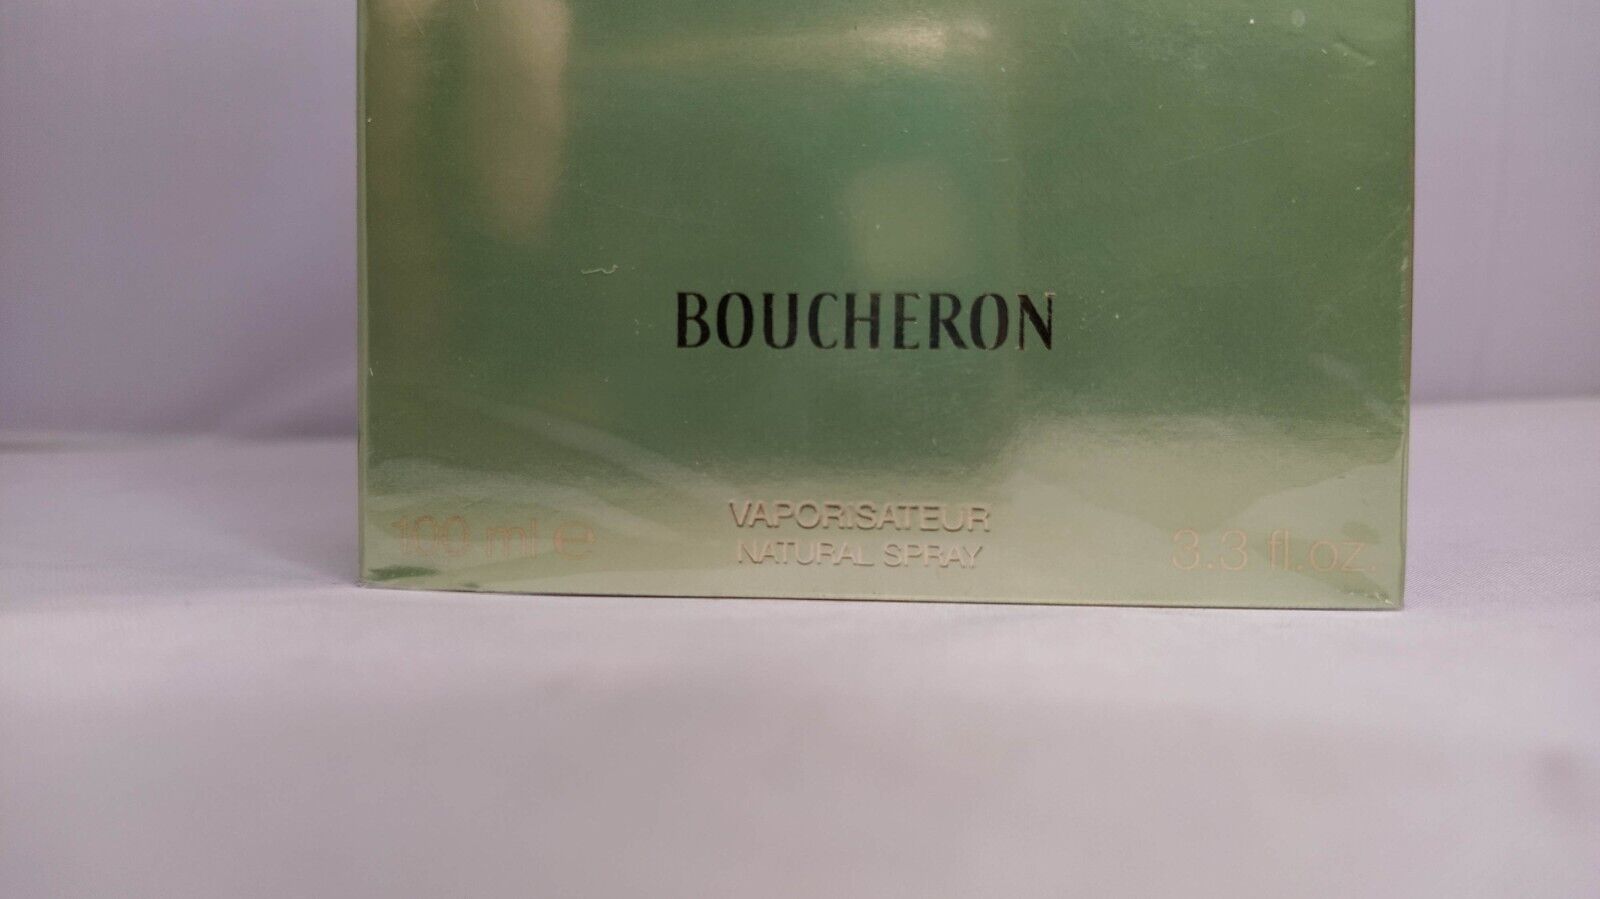 BOUCHERON
VAPORISATEUR
NATURAL SPRAY
100 ml e
3.3 fl.oz.